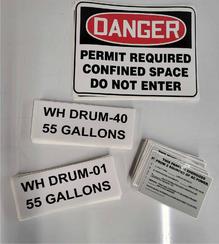 DANGER
PERMIT REQUIRED
CONFINED SPACE
DO NOT ENTER
WH DRUM-40
55 GALLONS
WH DRUM-01
55 GALLONS